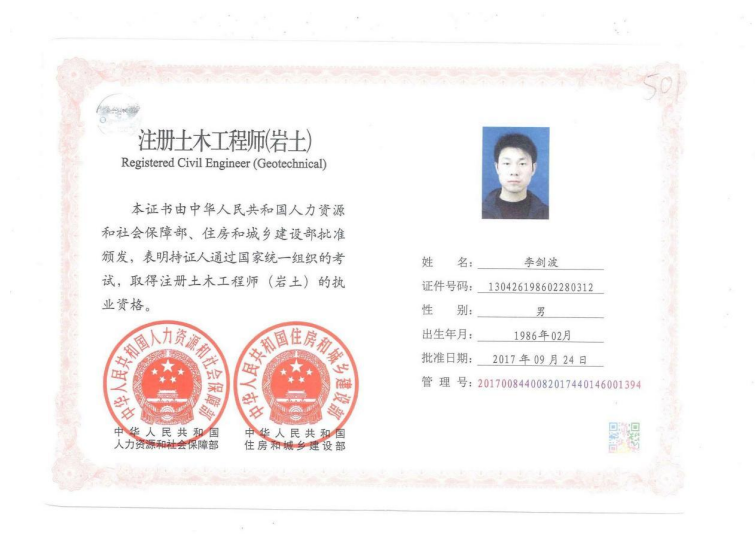 501
注册土木工程师(岩土)
Registered Civil Engineer (Geotechnical)
本证书由中华人民共和国人力资源
和社会保障部、住房和城乡建设部批准
颁发，表明持证人通过国家统一组织的考
试，取得注册土木工程师（岩土）的执
业资格。
中华人民共和国人力资源和社会保障部
中华人民共和国住房和城乡建设部
中华人民共和国
人力资源和社会保障部
中华人民共和国
住房和城乡建设部
姓 名： 李剑波
证件号码： 130426198602280312
性 别： 男
出生年月： 1986年02月
批准日期： 2017 年 09 月 24 日
管 理 号： 2017008440082017440146001394